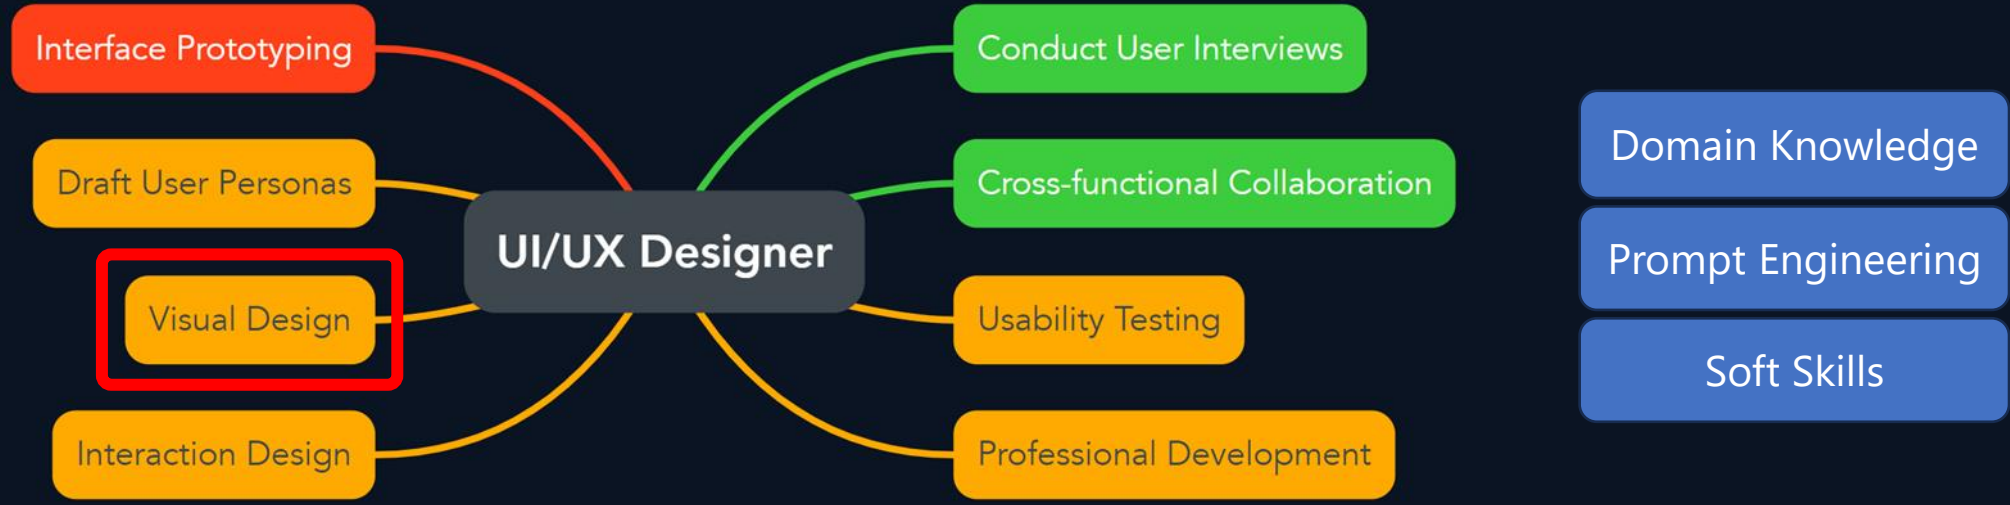 Interface Prototyping
Draft User Personas
Visual Design
Interaction Design
UI/UX Designer
Conduct User Interviews
Cross-functional Collaboration
Usability Testing
Professional Development
Domain Knowledge
Prompt Engineering
Soft Skills